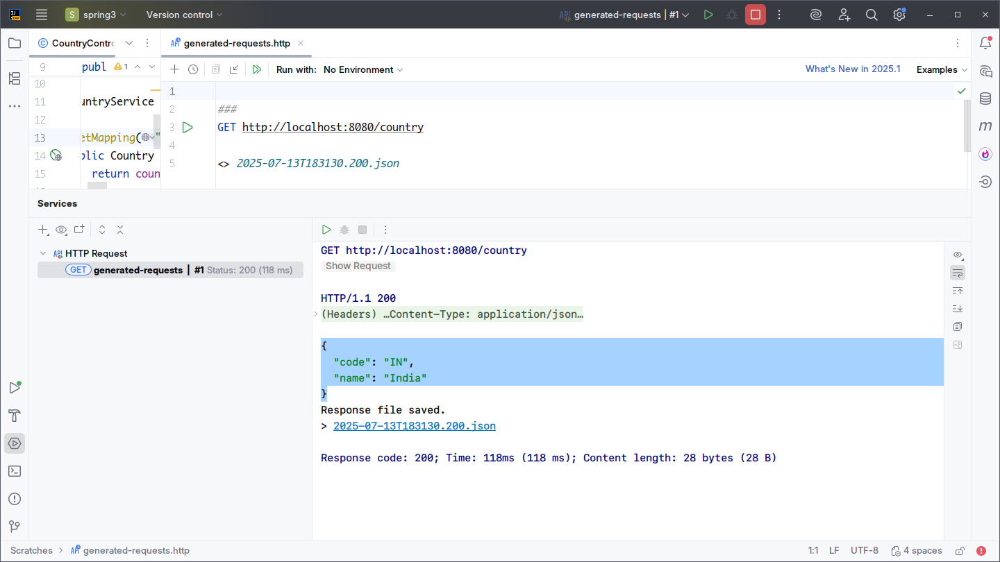 S spring3 Version control generated-requests | #1
CountryContr generated-requests.http
9 publ 1
10
11 untryService
12
13 etMapping( "
14 blic Country
15 return coun
Run with: No Environment What's New in 2025.1 Examples
1
2 ###
3 GET http://localhost:8080/country
4
5 <> 2025-07-13T183130.200.json
Services
HTTP Request
GET generated-requests | #1 Status: 200 (118 ms)
GET http://localhost:8080/country
Show Request
HTTP/1.1 200
(Headers) …Content-Type: application/json…
{
"code": "IN",
"name": "India"
}
Response file saved.
> 2025-07-13T183130.200.json
Response code: 200; Time: 118ms (118 ms); Content length: 28 bytes (28 B)
Scratches generated-requests.http 1:1 LF UTF-8 4 spaces